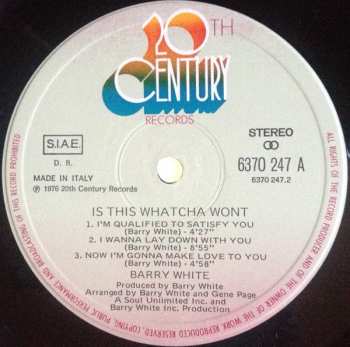 20TH
CENTURY
RECORDS
S.I.A.E.
D. R.
MADE IN ITALY
℗ 1976 20th Century Records
STEREO
6370 247 A
6370 247.2
IS THIS WHATCHA WONT
1. I'M QUALIFIED TO SATISFY YOU
(Barry White) - 4'27"
2. I WANNA LAY DOWN WITH YOU
(Barry White) - 8'55"
3. NOW I'M GONNA MAKE LOVE TO YOU
(Barry White) - 4'58"
BARRY WHITE
Produced by Barry White
Arranged by Barry White and Gene Page
A Soul Unlimited Inc. and
Barry White Inc. Production
ALL RIGHTS OF THE RECORD PRODUCER AND OF THE OWNER OF THE WORK REPRODUCED RESERVED, COPYING, PUBLIC PERFORMANCE AND BROADCASTING OF THIS RECORD PROHIBITED